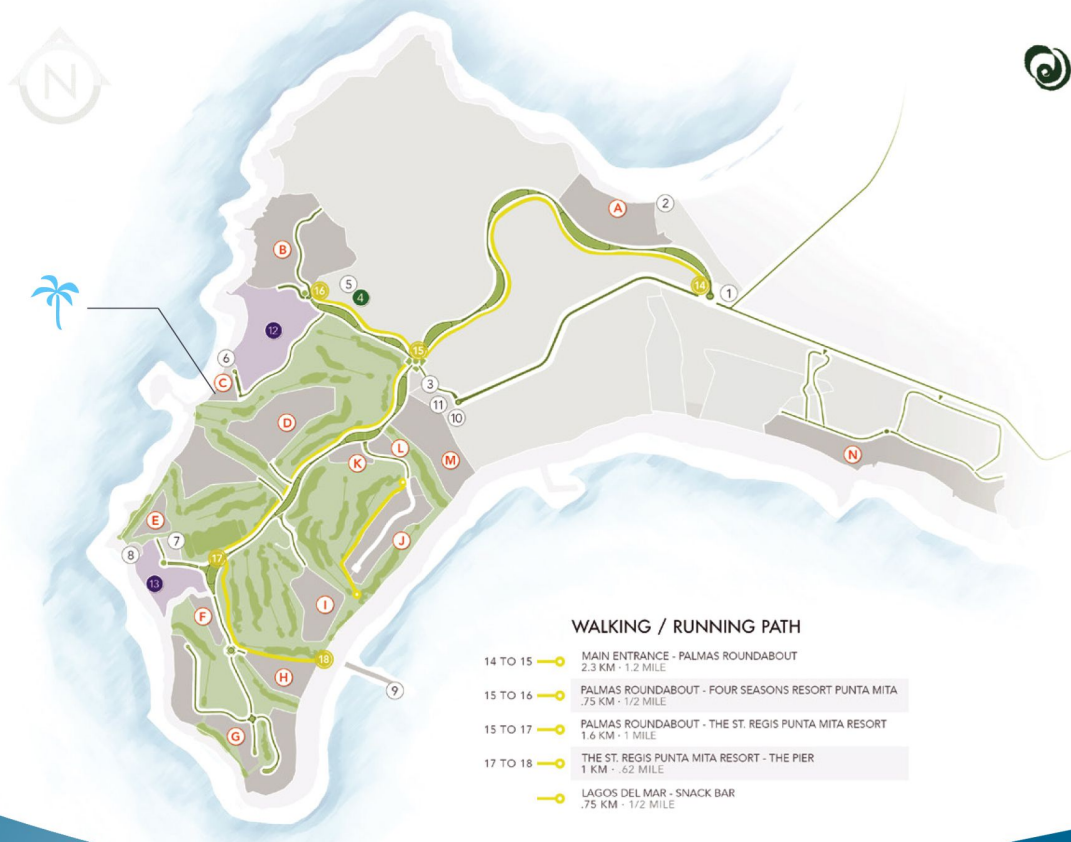 N
A
2
B
5
4
16
14
1
12
15
6
C
3
11
10
D
L
K
M
N
E
7
8
17
J
13
I
F
18
H
9
G
WALKING / RUNNING PATH
14 TO 15 MAIN ENTRANCE - PALMAS ROUNDABOUT
2.3 KM · 1.2 MILE
15 TO 16 PALMAS ROUNDABOUT - FOUR SEASONS RESORT PUNTA MITA
.75 KM · 1/2 MILE
15 TO 17 PALMAS ROUNDABOUT - THE ST. REGIS PUNTA MITA RESORT
1.6 KM · 1 MILE
17 TO 18 THE ST. REGIS PUNTA MITA RESORT - THE PIER
1 KM · .62 MILE
LAGOS DEL MAR - SNACK BAR
.75 KM · 1/2 MILE